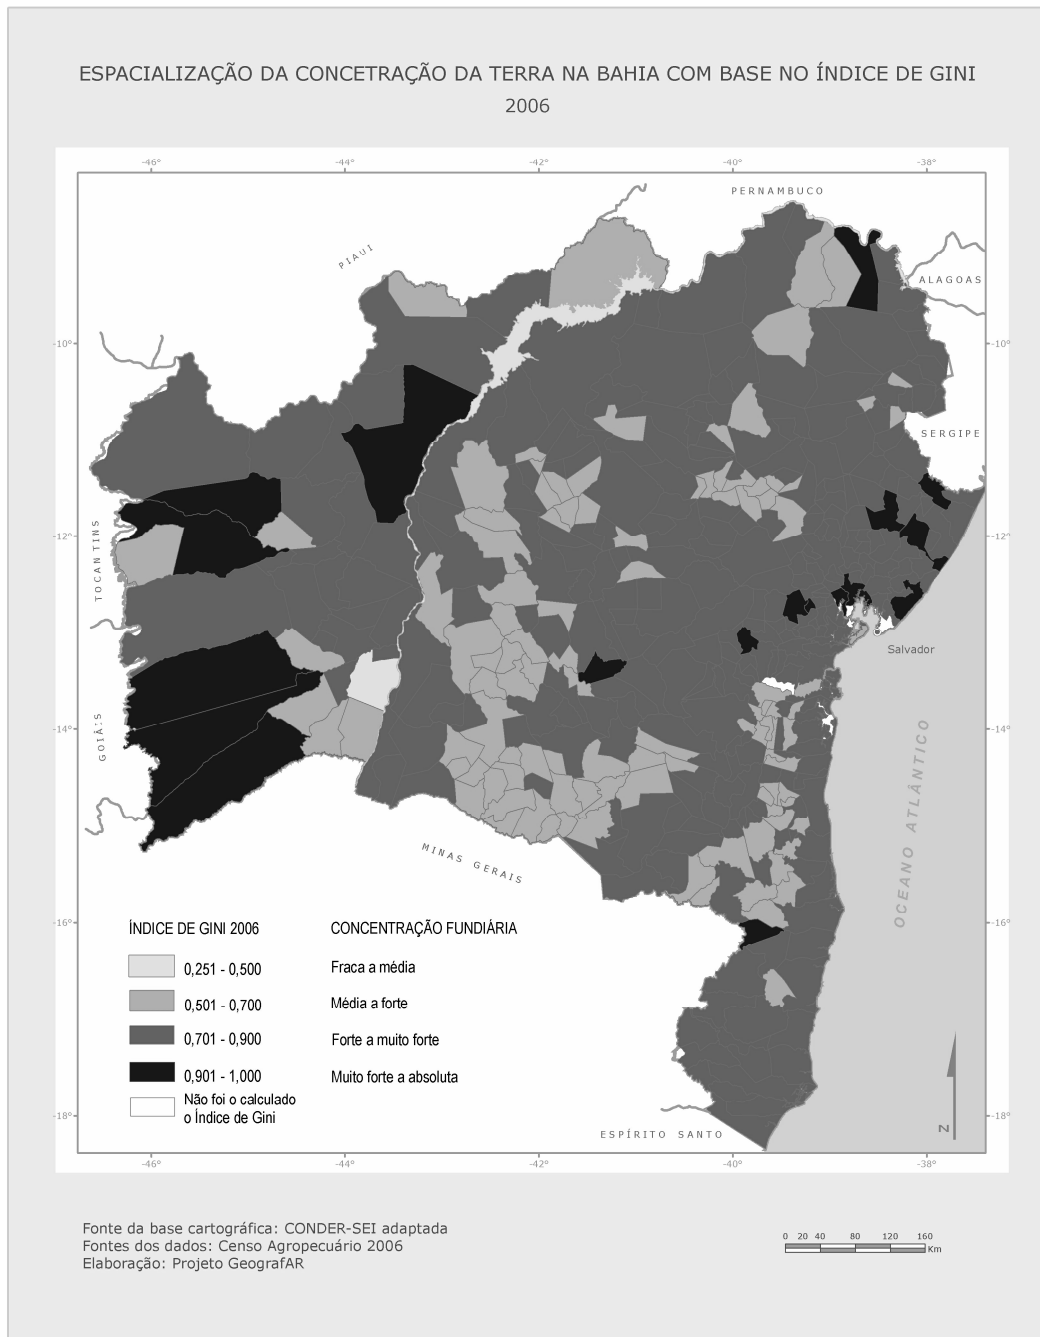 ESPACIALIZAÇÃO DA CONCETRAÇÃO DA TERRA NA BAHIA COM BASE NO ÍNDICE DE GINI
2006
-46° -44° -42° -40° -38°
PERNAMBUCO
PIAUI
ALAGOAS
-10° -10°
SERGIPE
-12° -12°
TOCANTINS
Salvador
GOIÁS
-14° -14°
OCEANO ATLÂNTICO
MINAS GERAIS
-16° -16°
ÍNDICE DE GINI 2006 CONCENTRAÇÃO FUNDIÁRIA
0,251 - 0,500 Fraca a média
0,501 - 0,700 Média a forte
0,701 - 0,900 Forte a muito forte
0,901 - 1,000 Muito forte a absoluta
Não foi o calculado
o Índice de Gini
-18° -18°
ESPÍRITO SANTO
N
-46° -44° -42° -40° -38°
Fonte da base cartográfica: CONDER-SEI adaptada
Fontes dos dados: Censo Agropecuário 2006
Elaboração: Projeto GeografAR
0 20 40 80 120 160
Km